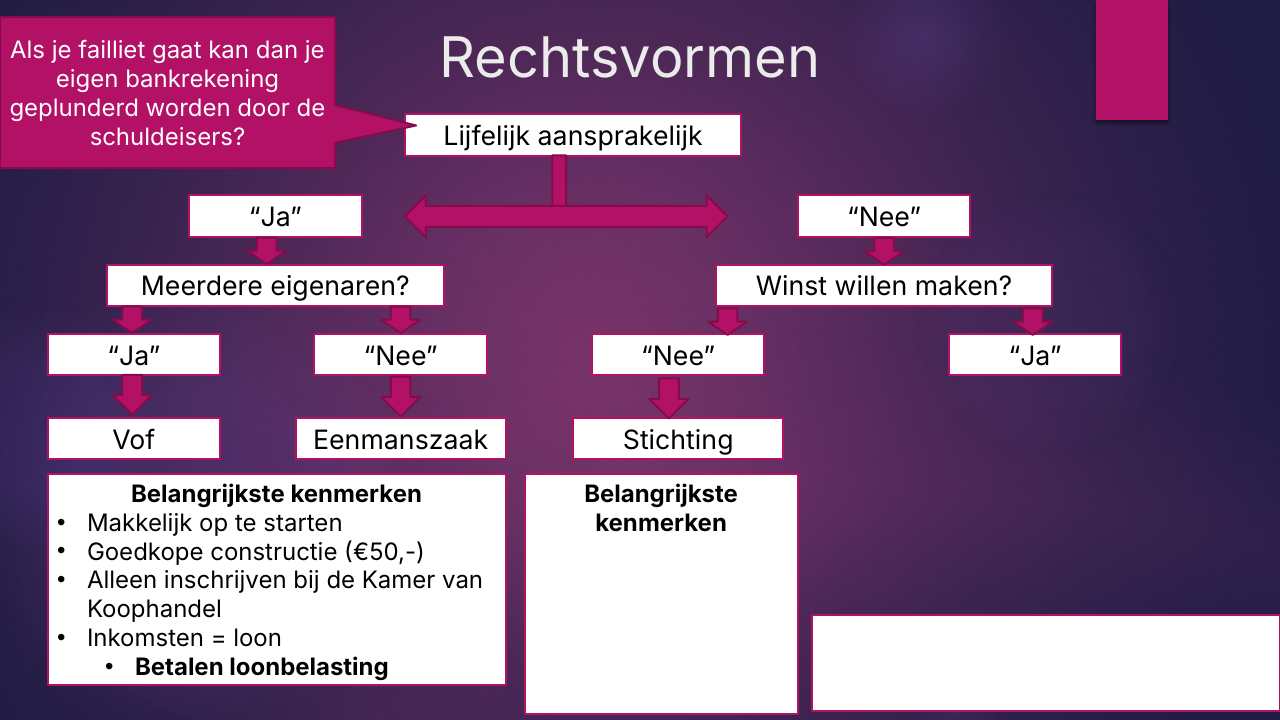 Als je failliet gaat kan dan je
eigen bankrekening
geplunderd worden door de
schuldeisers?
Rechtsvormen
Lijfelijk aansprakelijk
“Ja”
“Nee”
Meerdere eigenaren?
Winst willen maken?
“Ja”
“Nee”
“Nee”
“Ja”
Vof
Eenmanszaak
Stichting
Belangrijkste kenmerken
• Makkelijk op te starten
• Goedkope constructie (€50,-)
• Alleen inschrijven bij de Kamer van
Koophandel
• Inkomsten = loon
• Betalen loonbelasting
Belangrijkste
kenmerken